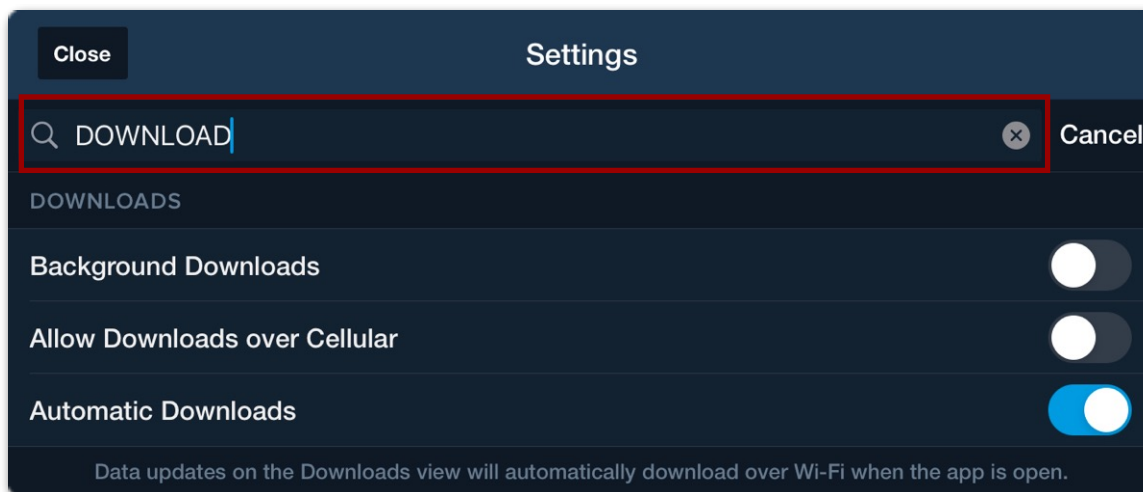 Close
Settings
DOWNLOAD
Cancel
DOWNLOADS
Background Downloads
Allow Downloads over Cellular
Automatic Downloads
Data updates on the Downloads view will automatically download over Wi-Fi when the app is open.